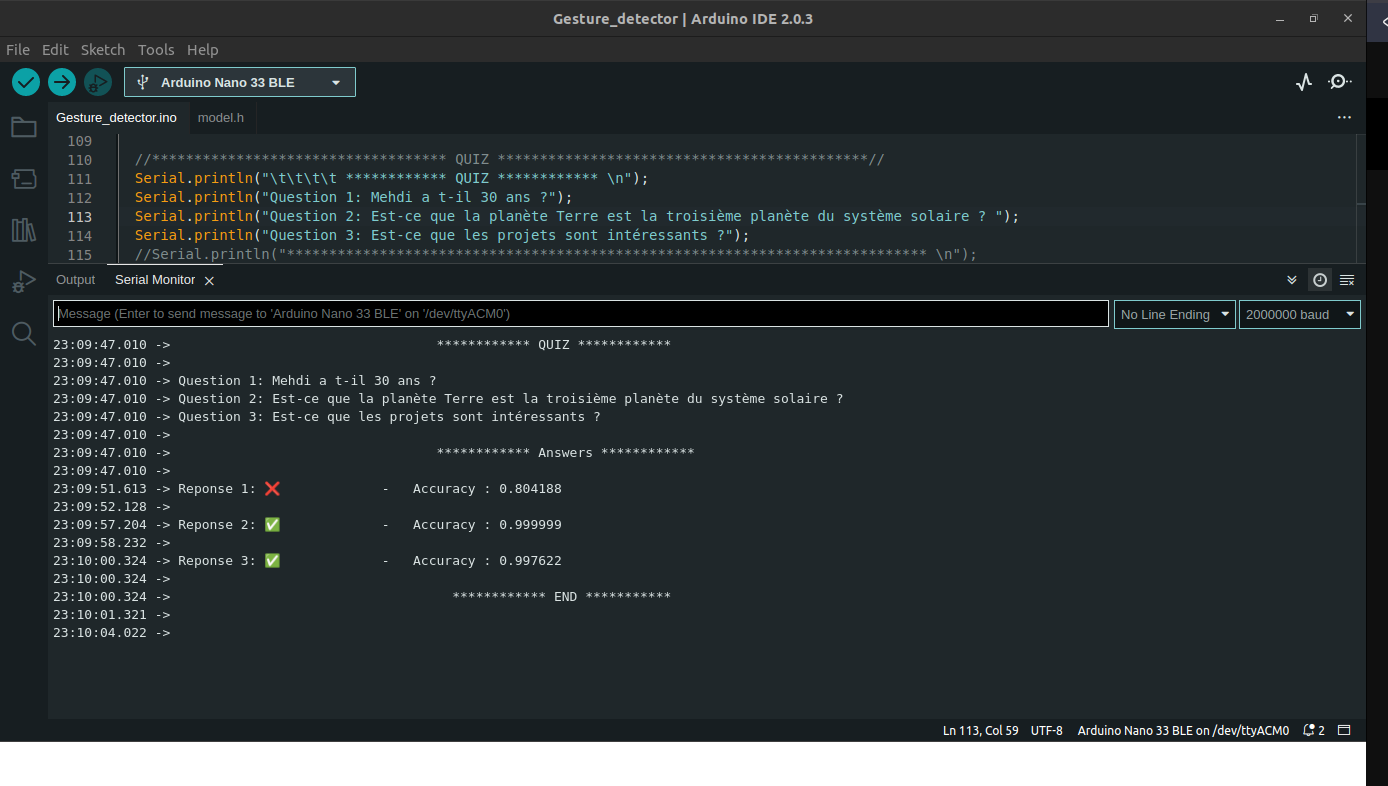 Gesture_detector | Arduino IDE 2.0.3
File Edit Sketch Tools Help
Arduino Nano 33 BLE
Gesture_detector.ino model.h
109
110 //*********************************** QUIZ ********************************************//
111 Serial.println("\t\t\t\t ************ QUIZ ************ \n");
112 Serial.println("Question 1: Mehdi a t-il 30 ans ?");
113 Serial.println("Question 2: Est-ce que la planète Terre est la troisième planète du système solaire ? ");
114 Serial.println("Question 3: Est-ce que les projets sont intéressants ?");
115 //Serial.println("**************************************************************************** \n");
Output Serial Monitor
Message (Enter to send message to 'Arduino Nano 33 BLE' on '/dev/ttyACM0')
No Line Ending 2000000 baud
23:09:47.010 -> ************ QUIZ ************
23:09:47.010 ->
23:09:47.010 -> Question 1: Mehdi a t-il 30 ans ?
23:09:47.010 -> Question 2: Est-ce que la planète Terre est la troisième planète du système solaire ?
23:09:47.010 -> Question 3: Est-ce que les projets sont intéressants ?
23:09:47.010 ->
23:09:47.010 -> ************ Answers ************
23:09:47.010 ->
23:09:51.613 -> Reponse 1: ❌ - Accuracy : 0.804188
23:09:52.128 ->
23:09:57.204 -> Reponse 2: ✅ - Accuracy : 0.999999
23:09:58.232 ->
23:10:00.324 -> Reponse 3: ✅ - Accuracy : 0.997622
23:10:00.324 ->
23:10:00.324 -> ************ END ***********
23:10:01.321 ->
23:10:04.022 ->
Ln 113, Col 59 UTF-8 Arduino Nano 33 BLE on /dev/ttyACM0 2